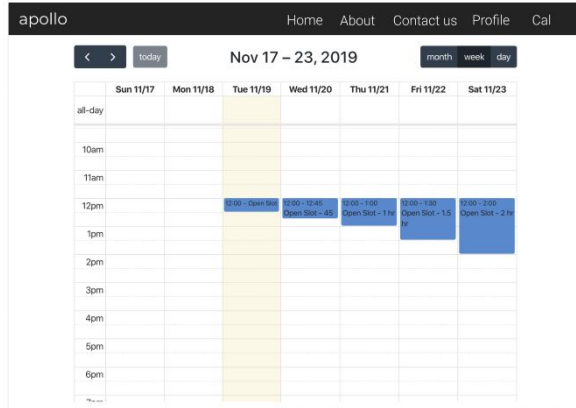 apollo Home About Contact us Profile Cal
< > today Nov 17 – 23, 2019 month week day
Sun 11/17 Mon 11/18 Tue 11/19 Wed 11/20 Thu 11/21 Fri 11/22 Sat 11/23
all-day
10am
11am
12pm
12:00 - Open Slot
12:00 - 12:45
Open Slot - 45
12:00 - 1:00
Open Slot - 1 hr
12:00 - 1:30
Open Slot - 1.5
hr
12:00 - 2:00
Open Slot - 2 hr
1pm
2pm
3pm
4pm
5pm
6pm